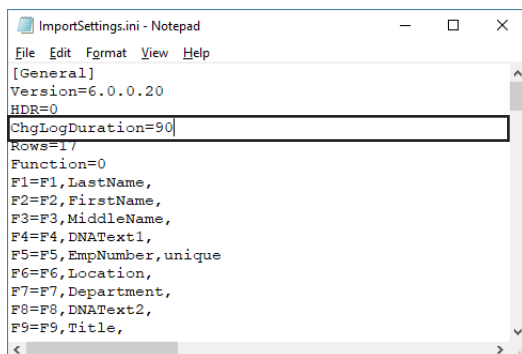 ImportSettings.ini - Notepad
File Edit Format View Help
[General]
Version=6.0.0.20
HDR=0
ChgLogDuration=90
Rows=17
Function=0
F1=F1,LastName,
F2=F2,FirstName,
F3=F3,MiddleName,
F4=F4,DNAText1,
F5=F5,EmpNumber,unique
F6=F6,Location,
F7=F7,Department,
F8=F8,DNAText2,
F9=F9,Title,